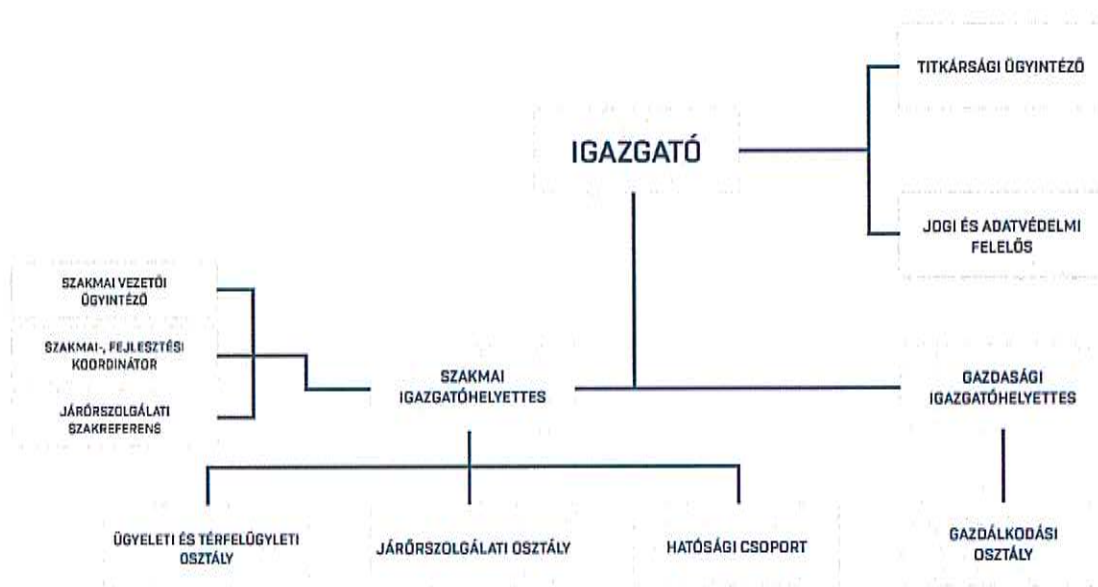 TITKÁRSÁGI ÜGYINTÉZŐ
IGAZGATÓ
JOGI ÉS ADATVÉDELMI
FELELŐS
SZAKMAI VEZETŐI
ÜGYINTÉZŐ
SZAKMAI-, FEJLESZTÉSI
KOORDINÁTOR
JÁRŐRSZOLGÁLATI
SZAKREFERENS
SZAKMAI
IGAZGATÓHELYETTES
GAZDASÁGI
IGAZGATÓHELYETTES
ÜGYELETI ÉS TÉRFELÜGYELETI
OSZTÁLY
JÁRŐRSZOLGÁLATI OSZTÁLY
HATÓSÁGI CSOPORT
GAZDÁLKODÁSI
OSZTÁLY